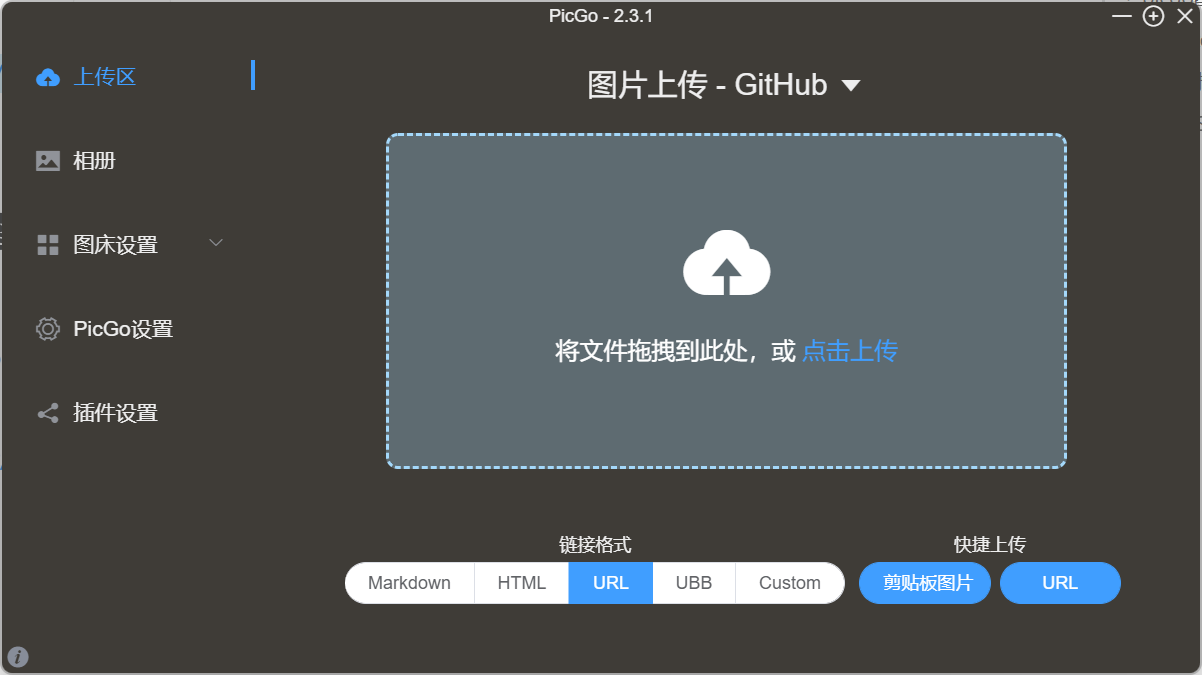 PicGo - 2.3.1
上传区
图片上传 - GitHub
相册
图床设置
PicGo设置
插件设置
将文件拖拽到此处，或 点击上传
链接格式
快捷上传
Markdown HTML URL UBB Custom
剪贴板图片 URL
i